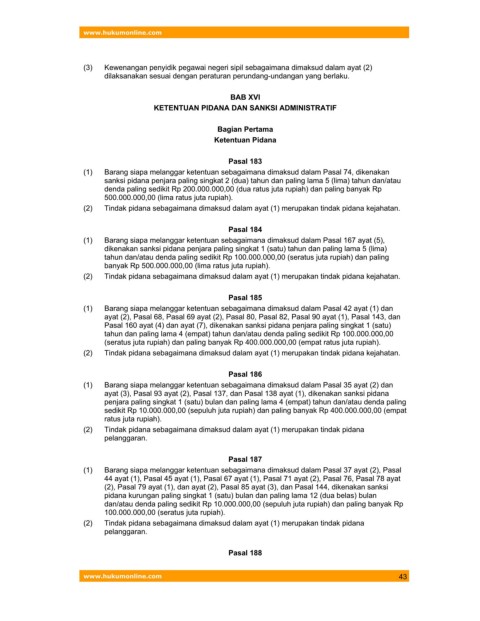 www.hukumonline.com
(3) Kewenangan penyidik pegawai negeri sipil sebagaimana dimaksud dalam ayat (2)
dilaksanakan sesuai dengan peraturan perundang-undangan yang berlaku.
BAB XVI
KETENTUAN PIDANA DAN SANKSI ADMINISTRATIF
Bagian Pertama
Ketentuan Pidana
Pasal 183
(1) Barang siapa melanggar ketentuan sebagaimana dimaksud dalam Pasal 74, dikenakan
sanksi pidana penjara paling singkat 2 (dua) tahun dan paling lama 5 (lima) tahun dan/atau
denda paling sedikit Rp 200.000.000,00 (dua ratus juta rupiah) dan paling banyak Rp
500.000.000,00 (lima ratus juta rupiah).
(2) Tindak pidana sebagaimana dimaksud dalam ayat (1) merupakan tindak pidana kejahatan.
Pasal 184
(1) Barang siapa melanggar ketentuan sebagaimana dimaksud dalam Pasal 167 ayat (5),
dikenakan sanksi pidana penjara paling singkat 1 (satu) tahun dan paling lama 5 (lima)
tahun dan/atau denda paling sedikit Rp 100.000.000,00 (seratus juta rupiah) dan paling
banyak Rp 500.000.000,00 (lima ratus juta rupiah).
(2) Tindak pidana sebagaimana dimaksud dalam ayat (1) merupakan tindak pidana kejahatan.
Pasal 185
(1) Barang siapa melanggar ketentuan sebagaimana dimaksud dalam Pasal 42 ayat (1) dan
ayat (2), Pasal 68, Pasal 69 ayat (2), Pasal 80, Pasal 82, Pasal 90 ayat (1), Pasal 143, dan
Pasal 160 ayat (4) dan ayat (7), dikenakan sanksi pidana penjara paling singkat 1 (satu)
tahun dan paling lama 4 (empat) tahun dan/atau denda paling sedikit Rp 100.000.000,00
(seratus juta rupiah) dan paling banyak Rp 400.000.000,00 (empat ratus juta rupiah).
(2) Tindak pidana sebagaimana dimaksud dalam ayat (1) merupakan tindak pidana kejahatan.
Pasal 186
(1) Barang siapa melanggar ketentuan sebagaimana dimaksud dalam Pasal 35 ayat (2) dan
ayat (3), Pasal 93 ayat (2), Pasal 137, dan Pasal 138 ayat (1), dikenakan sanksi pidana
penjara paling singkat 1 (satu) bulan dan paling lama 4 (empat) tahun dan/atau denda paling
sedikit Rp 10.000.000,00 (sepuluh juta rupiah) dan paling banyak Rp 400.000.000,00 (empat
ratus juta rupiah).
(2) Tindak pidana sebagaimana dimaksud dalam ayat (1) merupakan tindak pidana
pelanggaran.
Pasal 187
(1) Barang siapa melanggar ketentuan sebagaimana dimaksud dalam Pasal 37 ayat (2), Pasal
44 ayat (1), Pasal 45 ayat (1), Pasal 67 ayat (1), Pasal 71 ayat (2), Pasal 76, Pasal 78 ayat
(2), Pasal 79 ayat (1), dan ayat (2), Pasal 85 ayat (3), dan Pasal 144, dikenakan sanksi
pidana kurungan paling singkat 1 (satu) bulan dan paling lama 12 (dua belas) bulan
dan/atau denda paling sedikit Rp 10.000.000,00 (sepuluh juta rupiah) dan paling banyak Rp
100.000.000,00 (seratus juta rupiah).
(2) Tindak pidana sebagaimana dimaksud dalam ayat (1) merupakan tindak pidana
pelanggaran.
Pasal 188
www.hukumonline.com 43